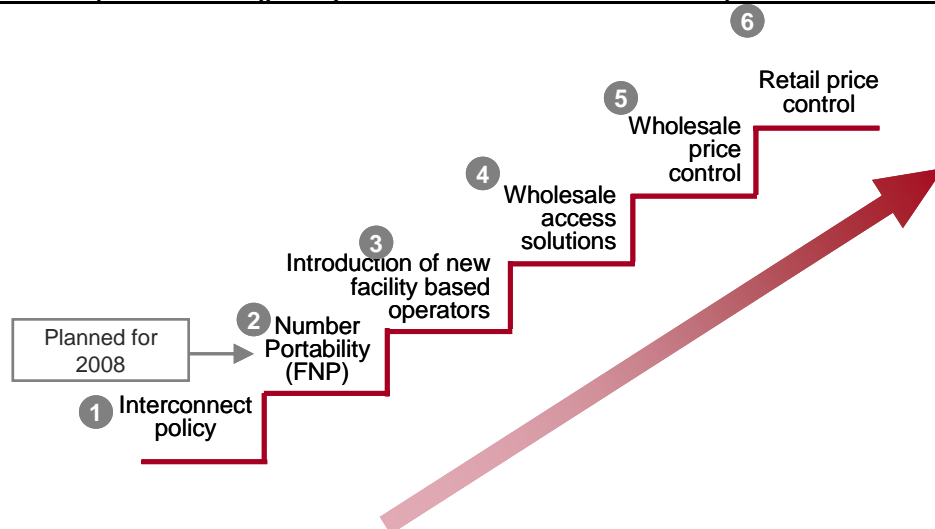 6
Retail price
control
5
Wholesale
price
control
4
Wholesale
access
solutions
3
Introduction of new
facility based
operators
2
Number
Portability
(FNP)
Planned for
2008
1
Interconnect
policy